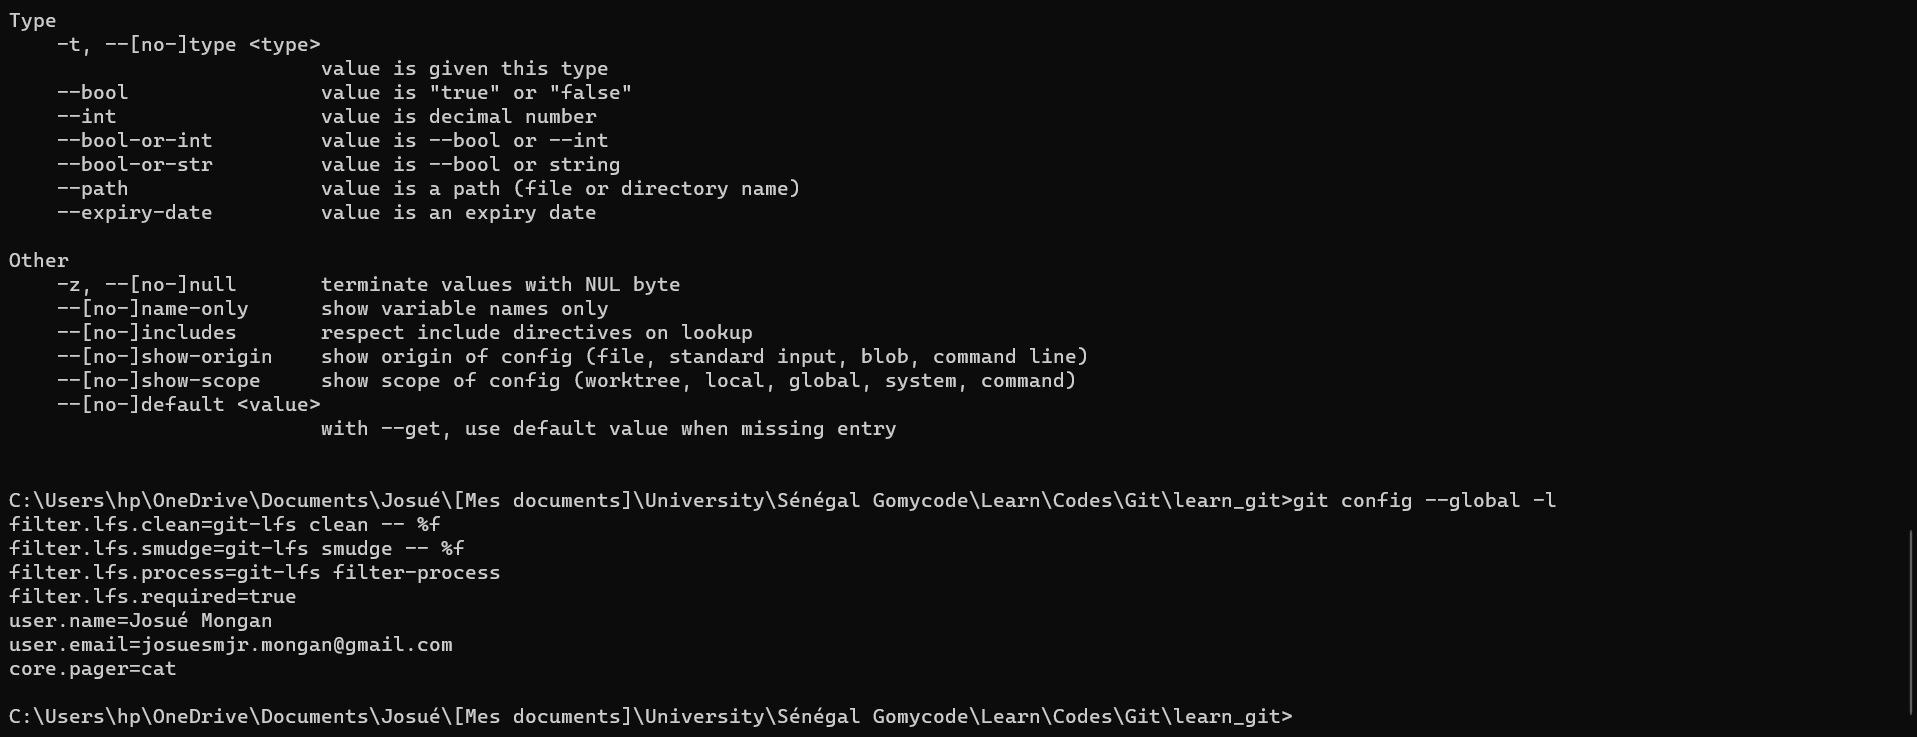 Type
    -t, --[no-]type <type>
                          value is given this type
    --bool                value is "true" or "false"
    --int                 value is decimal number
    --bool-or-int         value is --bool or --int
    --bool-or-str         value is --bool or string
    --path                value is a path (file or directory name)
    --expiry-date         value is an expiry date

Other
    -z, --[no-]null       terminate values with NUL byte
    --[no-]name-only      show variable names only
    --[no-]includes       respect include directives on lookup
    --[no-]show-origin    show origin of config (file, standard input, blob, command line)
    --[no-]show-scope     show scope of config (worktree, local, global, system, command)
    --[no-]default <value>
                          with --get, use default value when missing entry


C:\Users\hp\OneDrive\Documents\Josué\[Mes documents]\University\Sénégal Gomycode\Learn\Codes\Git\learn_git>git config --global -l
filter.lfs.clean=git-lfs clean -- %f
filter.lfs.smudge=git-lfs smudge -- %f
filter.lfs.process=git-lfs filter-process
filter.lfs.required=true
user.name=Josué Mongan
user.email=josuesmjr.mongan@gmail.com
core.pager=cat

C:\Users\hp\OneDrive\Documents\Josué\[Mes documents]\University\Sénégal Gomycode\Learn\Codes\Git\learn_git>